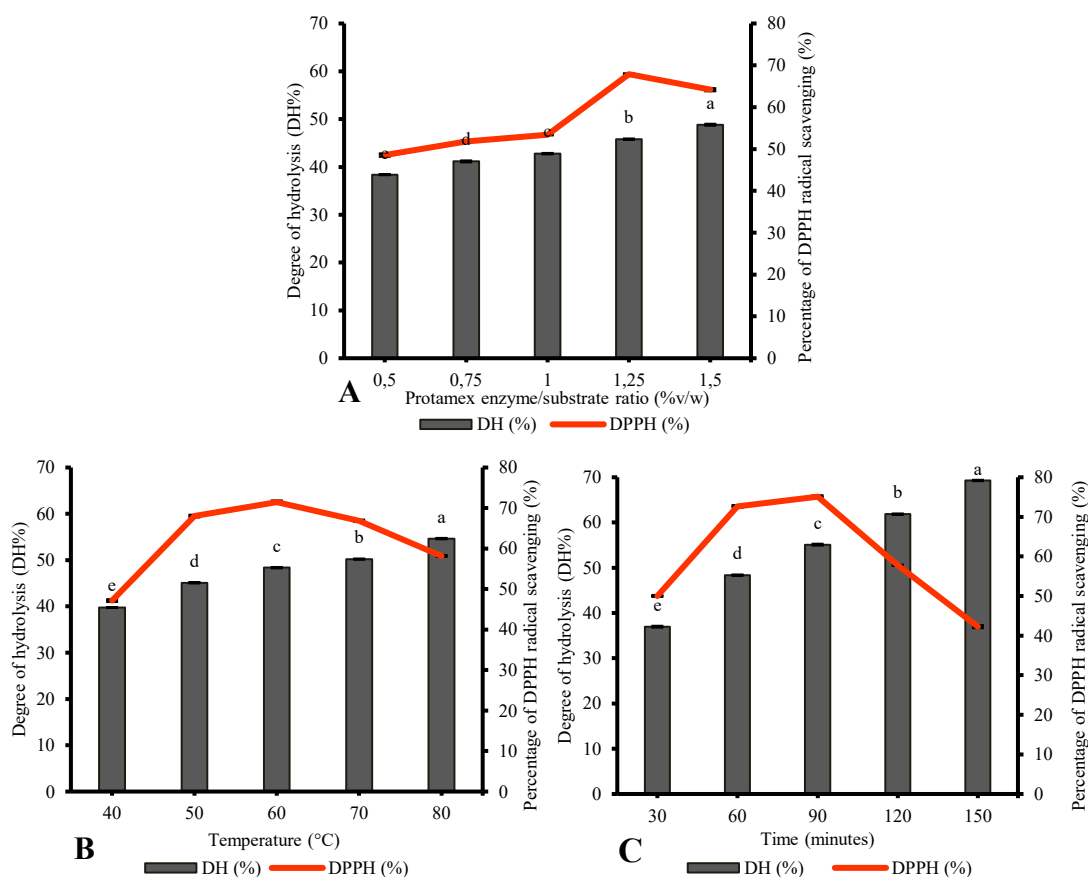 70
60
50
40
30
20
10
0
80
70
60
50
40
30
20
10
0
Degree of hydrolysis (DH%)
Percentage of DPPH radical scavenging (%)
e
d
c
b
a
0,5 0,75 1 1,25 1,5
A
Protamex enzyme/substrate ratio (%v/w)
DH (%) DPPH (%)
70
60
50
40
30
20
10
0
80
70
60
50
40
30
20
10
0
Degree of hydrolysis (DH%)
Percentage of DPPH radical scavenging (%)
e
d
c
b
a
40 50 60 70 80
B
Temperature (°C)
DH (%) DPPH (%)
70
60
50
40
30
20
10
0
80
70
60
50
40
30
20
10
0
Degree of hydrolysis (DH%)
Percentage of DPPH radical scavenging (%)
e
d
c
b
a
30 60 90 120 150
C
Time (minutes)
DH (%) DPPH (%)